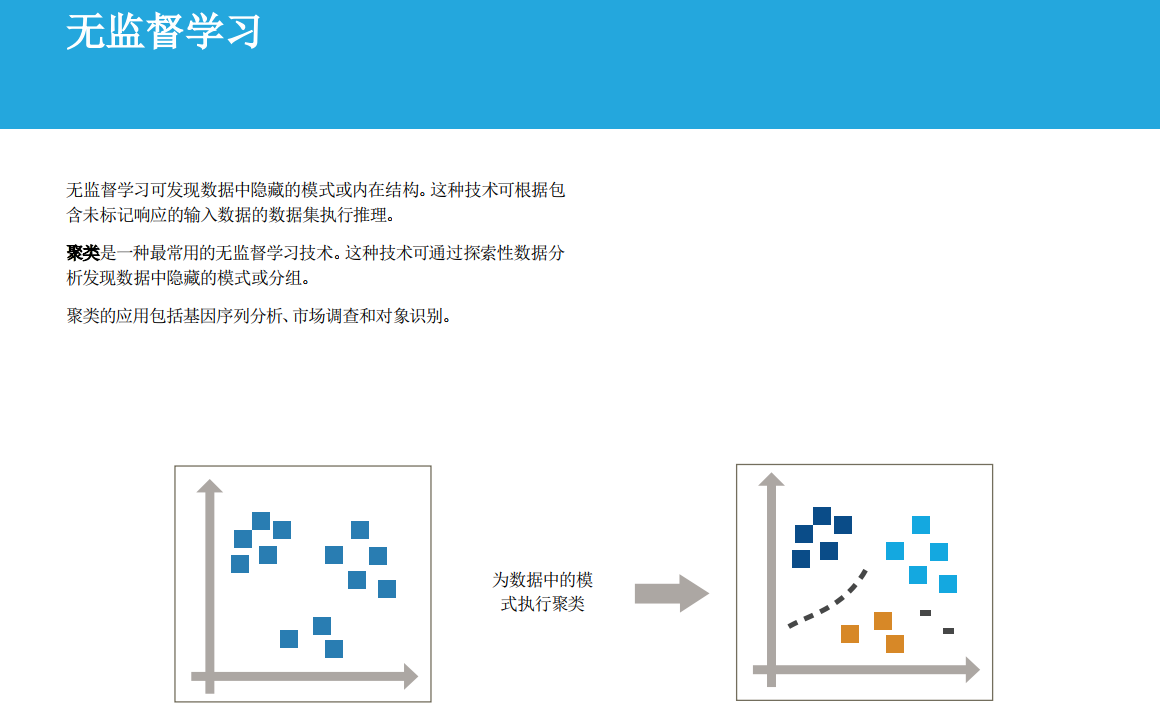 无监督学习
无监督学习可发现数据中隐藏的模式或内在结构。这种技术可根据包
含未标记响应的输入数据的数据集执行推理。
聚类是一种最常用的无监督学习技术。这种技术可通过探索性数据分
析发现数据中隐藏的模式或分组。
聚类的应用包括基因序列分析、市场调查和对象识别。
为数据中的模
式执行聚类